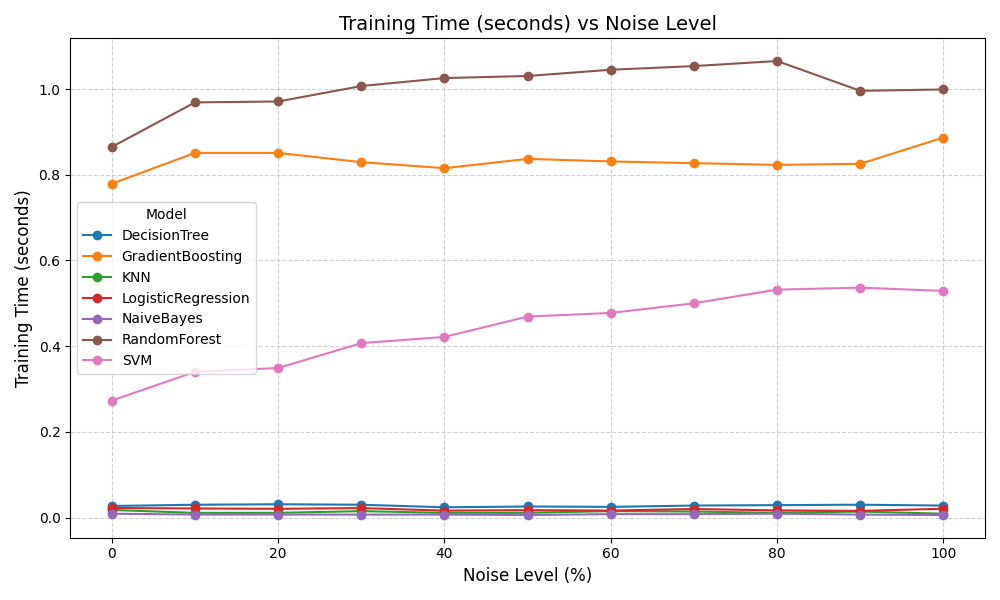 Training Time (seconds) vs Noise Level
Training Time (seconds)
1.0
0.8
0.6
0.4
0.2
0.0
Model
DecisionTree
GradientBoosting
KNN
LogisticRegression
NaiveBayes
RandomForest
SVM
0 20 40 60 80 100
Noise Level (%)